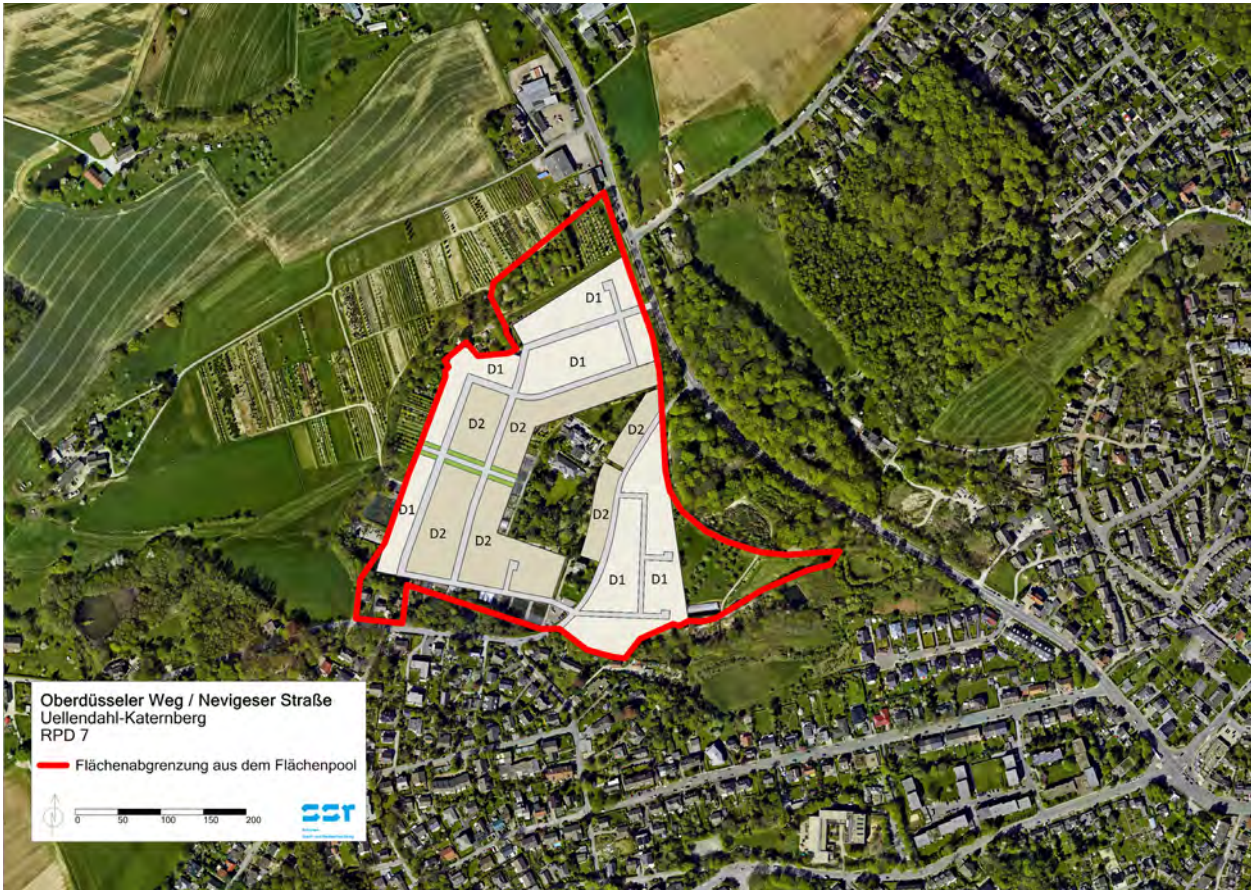 D1
D1
D1
D2
D2
D2
D1
D2
D2
D2
D1
D1
Oberdüsseler Weg / Nevigeser Straße
Uellendahl-Katernberg
RPD 7
Flächenabgrenzung aus dem Flächenpool
0 50 100 150 200
ssr